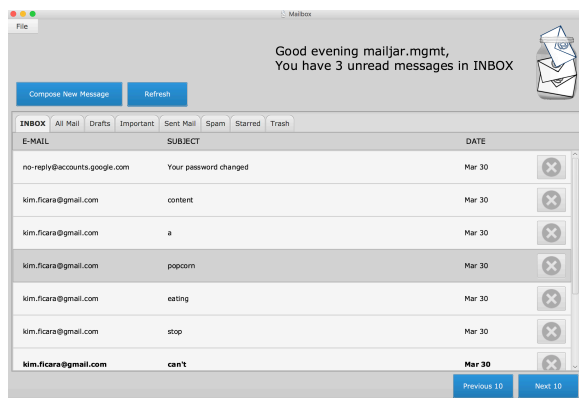 Mailbox
File
Good evening mailjar.mgmt,
You have 3 unread messages in INBOX
Compose New Message Refresh
INBOX All Mail Drafts Important Sent Mail Spam Starred Trash
E-MAIL SUBJECT DATE
no-reply@accounts.google.com Your password changed Mar 30
kim.ficara@gmail.com content Mar 30
kim.ficara@gmail.com a Mar 30
kim.ficara@gmail.com popcorn Mar 30
kim.ficara@gmail.com eating Mar 30
kim.ficara@gmail.com stop Mar 30
kim.ficara@gmail.com can't Mar 30
Previous 10 Next 10